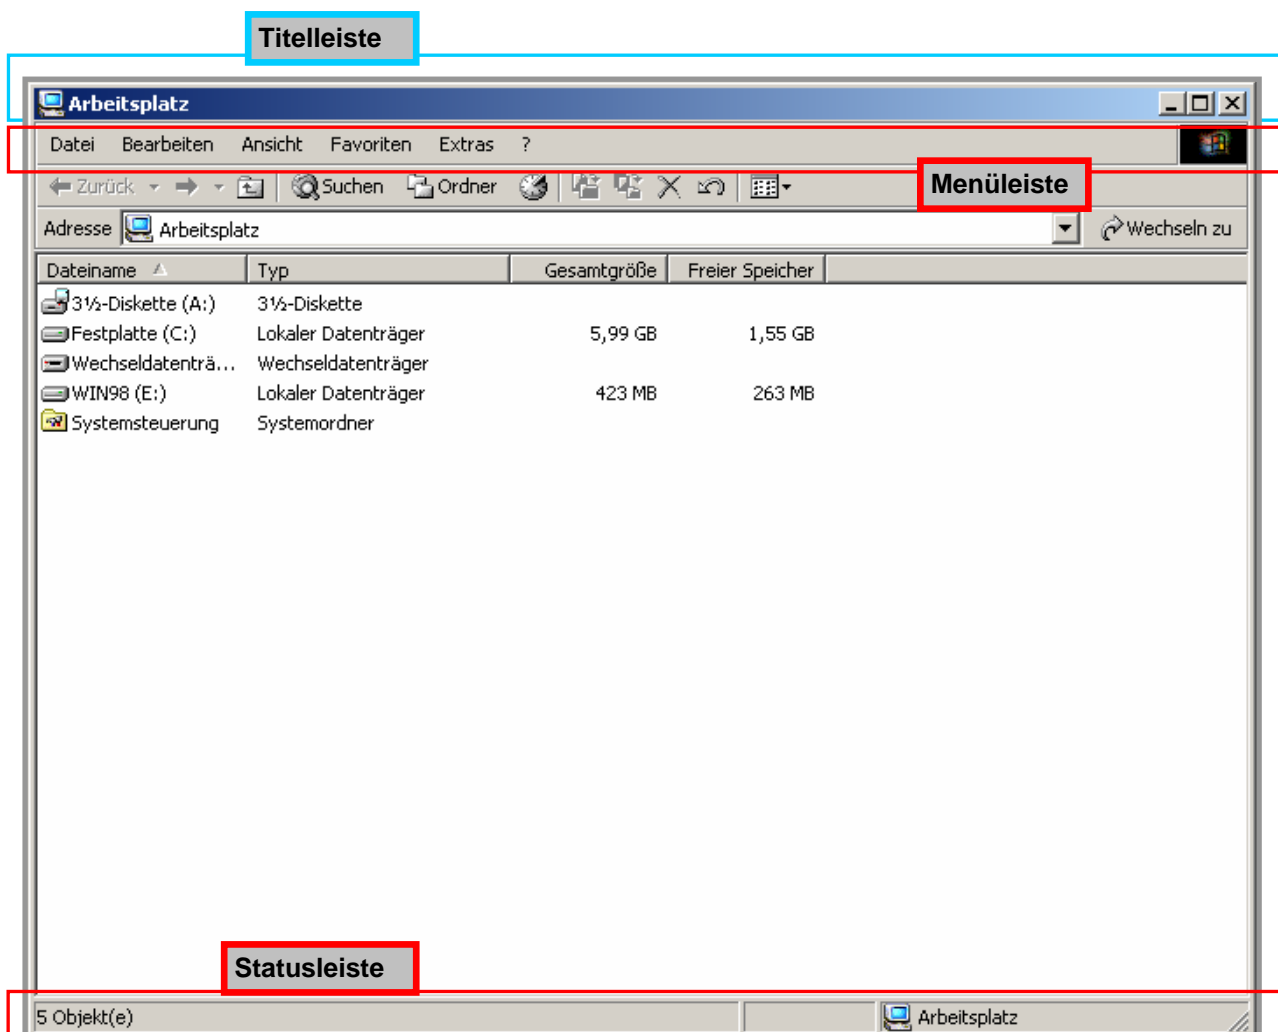 Titelleiste
Arbeitsplatz
Datei Bearbeiten Ansicht Favoriten Extras ?
Zurück Suchen Ordner
Menüleiste
Adresse Arbeitsplatz Wechseln zu
Dateiname Typ Gesamtgröße Freier Speicher
3½-Diskette (A:) 3½-Diskette
Festplatte (C:) Lokaler Datenträger 5,99 GB 1,55 GB
Wechseldatenträ... Wechseldatenträger
WIN98 (E:) Lokaler Datenträger 423 MB 263 MB
Systemsteuerung Systemordner
Statusleiste
5 Objekt(e) Arbeitsplatz